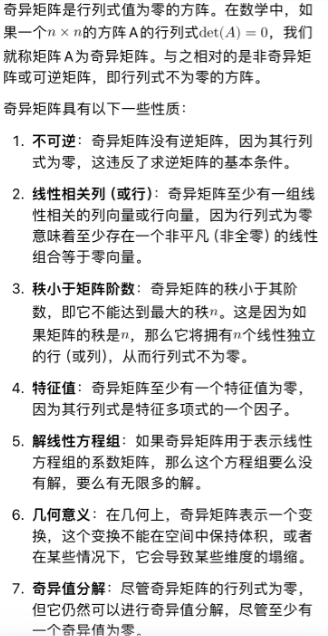 奇异矩阵是行列式值为零的方阵。在数学中，如
果一个n × n的方阵A的行列式det(A) = 0，我们
就称矩阵A为奇异矩阵。与之相对的是非奇异矩
阵或可逆矩阵，即行列式不为零的方阵。
奇异矩阵具有以下一些性质：
1. 不可逆：奇异矩阵没有逆矩阵，因为其行列
式为零，这违反了求逆矩阵的基本条件。
2. 线性相关列（或行）：奇异矩阵至少有一组线
性相关的列向量或行向量，因为行列式为零
意味着至少存在一个非平凡（非全零）的线性
组合等于零向量。
3. 秩小于矩阵阶数：奇异矩阵的秩小于其阶
数，即它不能达到最大的秩n。这是因为如
果矩阵的秩是n，那么它将拥有n个线性独立
的行（或列），从而行列式不为零。
4. 特征值：奇异矩阵至少有一个特征值为零，
因为其行列式是特征多项式的一个因子。
5. 解线性方程组：如果奇异矩阵用于表示线性
方程组的系数矩阵，那么这个方程组要么没
有解，要么有无限多的解。
6. 几何意义：在几何上，奇异矩阵表示一个变
换，这个变换不能在空间中保持体积，或者
在某些情况下，它会导致某些维度的塌缩。
7. 奇异值分解：尽管奇异矩阵的行列式为零，
但它仍然可以进行奇异值分解，尽管至少有
一个奇异值为零。